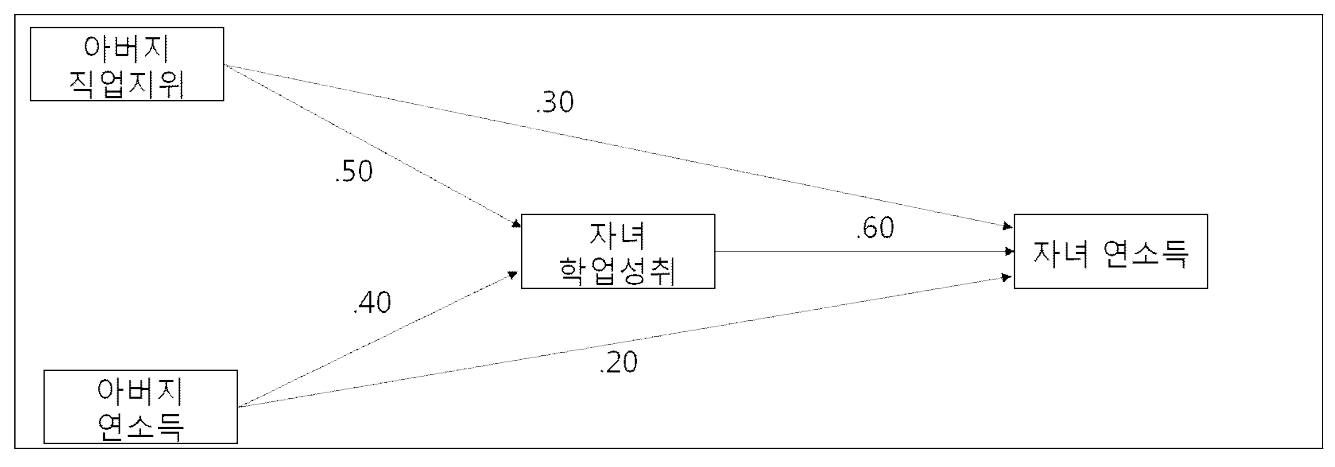 아버지
직업지위
.30
.50
자녀
학업성취
.60
자녀 연소득
.40
.20
아버지
연소득